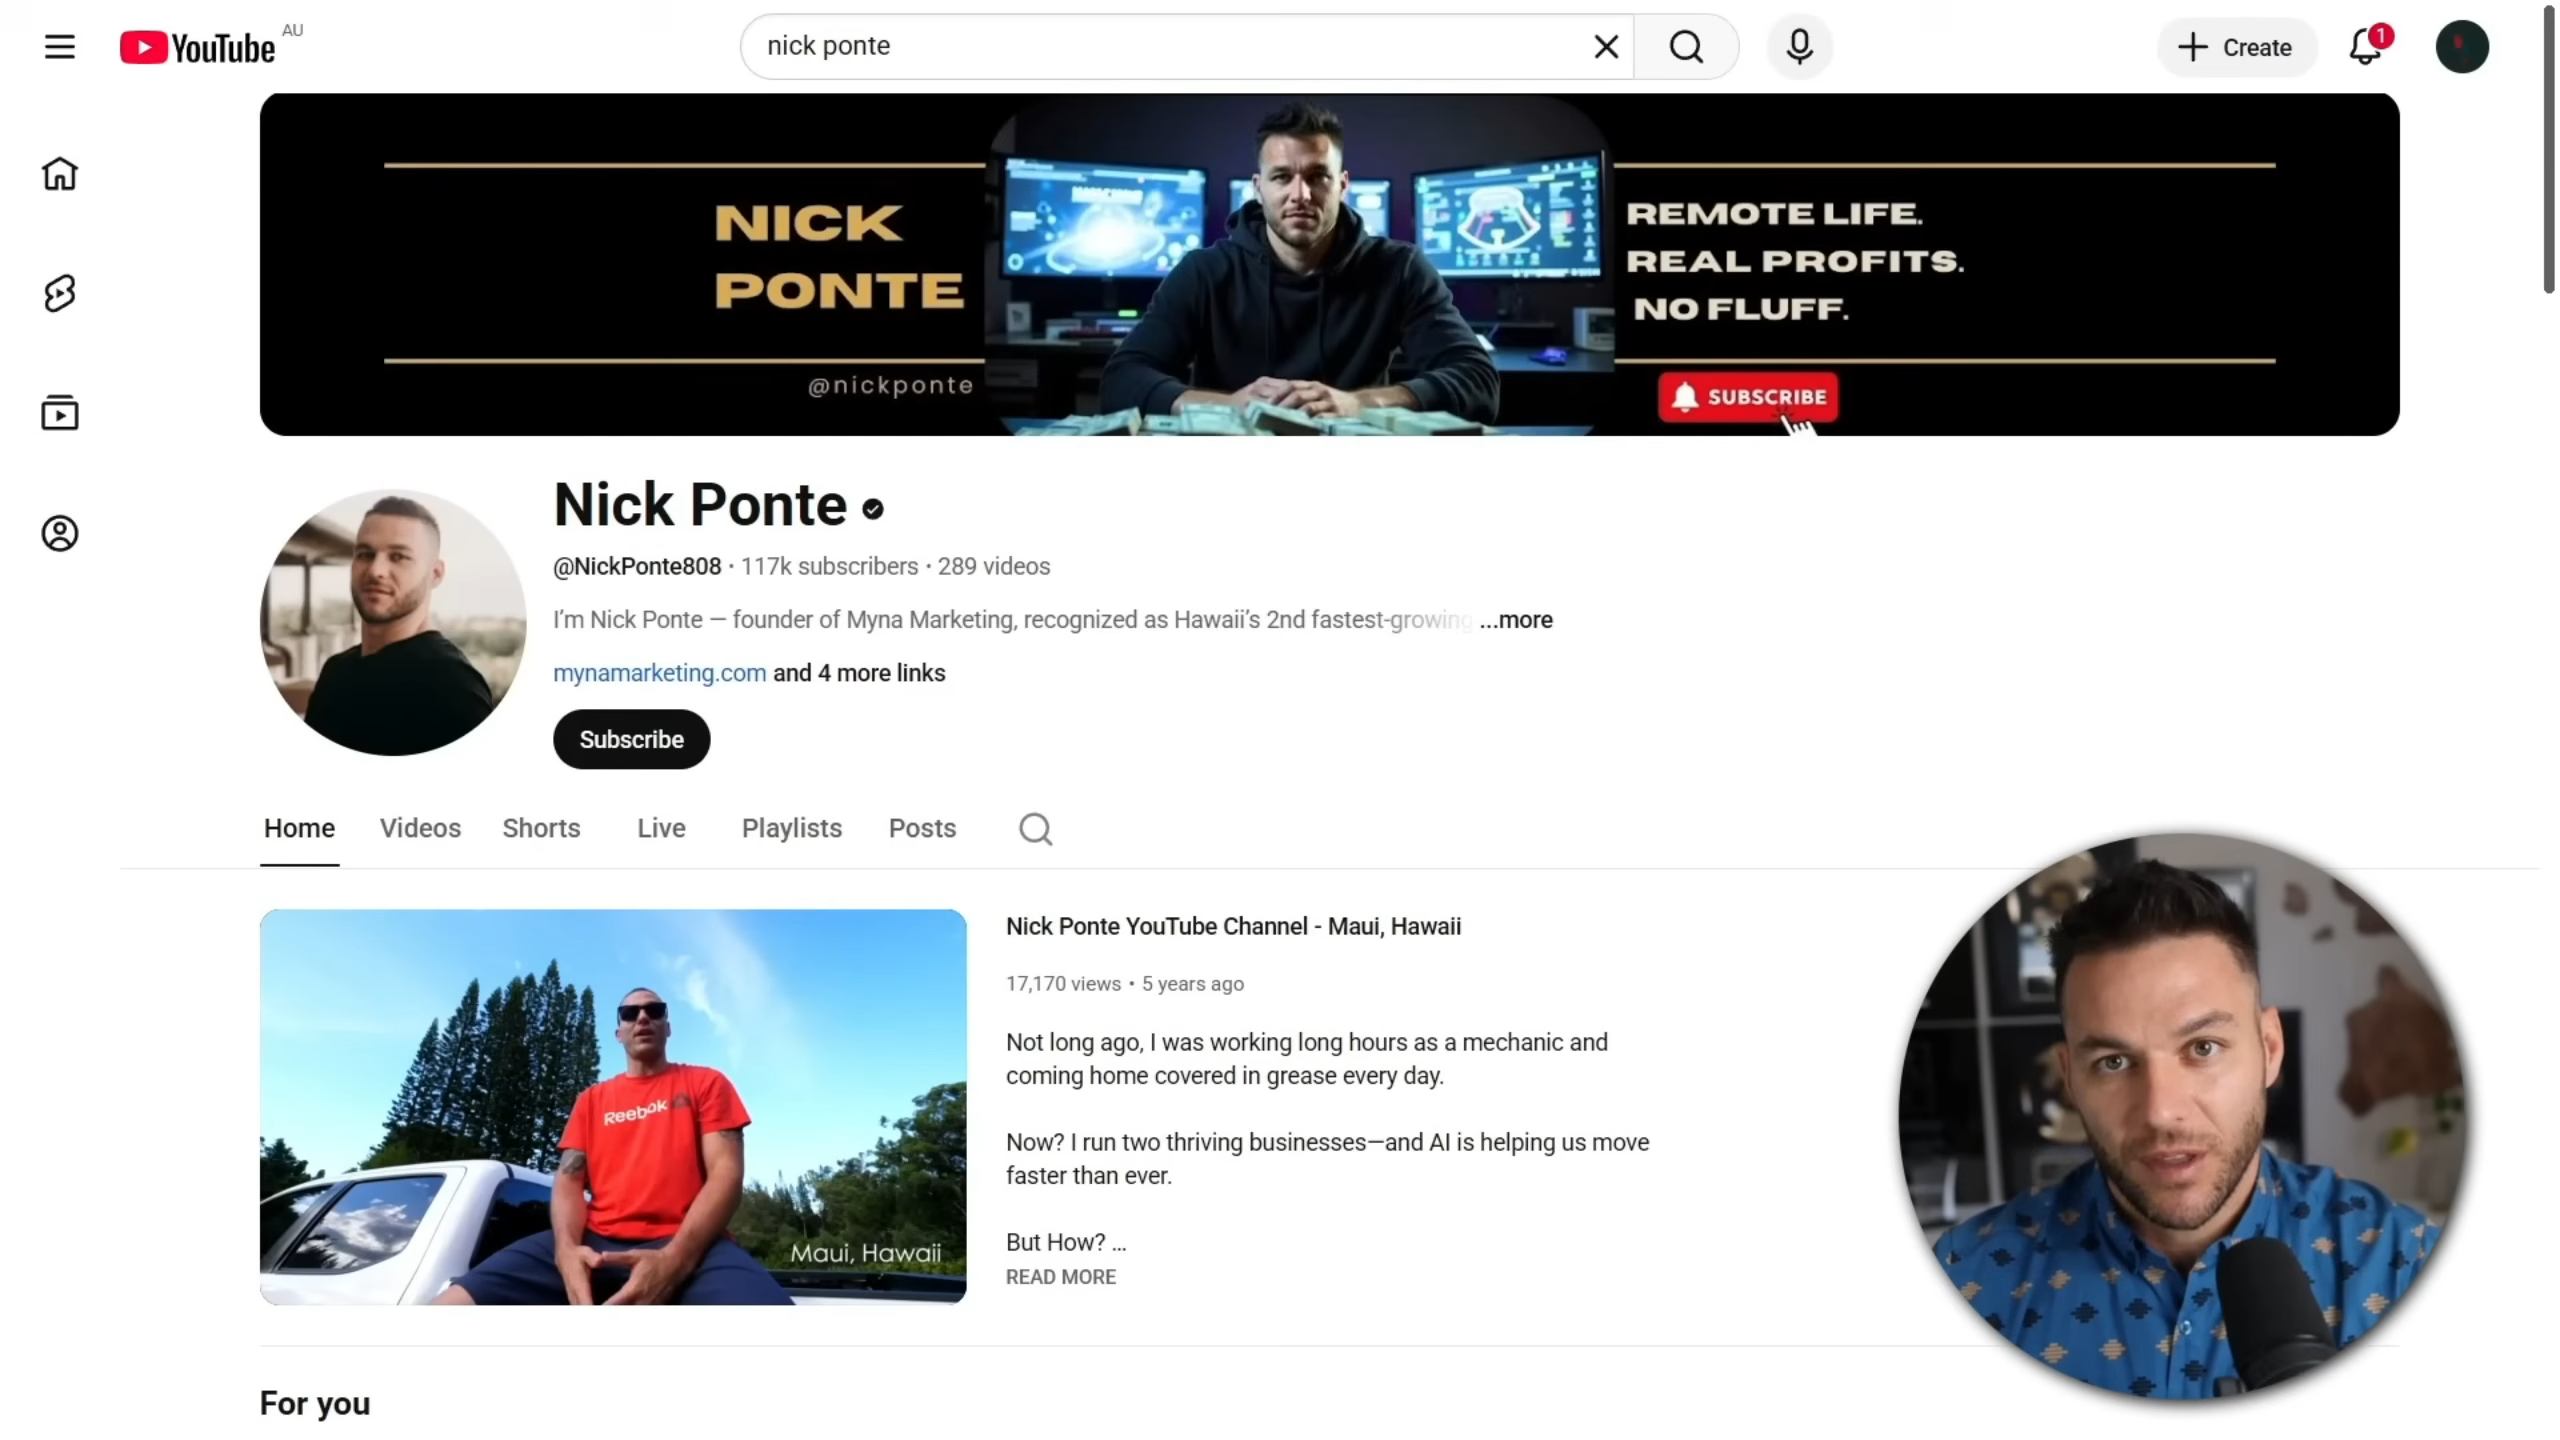 YouTube AU
nick ponte
Create
1
NICK
PONTE
@nickponte
REMOTE LIFE.
REAL PROFITS.
NO FLUFF.
SUBSCRIBE
Nick Ponte
@NickPonte808 • 117k subscribers • 289 videos
I'm Nick Ponte — founder of Myna Marketing, recognized as Hawaii's 2nd fastest-growing ...more
mynamarketing.com and 4 more links
Subscribe
Home Videos Shorts Live Playlists Posts
Reebok
Maui, Hawaii
Nick Ponte YouTube Channel - Maui, Hawaii
17,170 views • 5 years ago
Not long ago, I was working long hours as a mechanic and
coming home covered in grease every day.
Now? I run two thriving businesses—and AI is helping us move
faster than ever.
But How? ...
READ MORE
For you